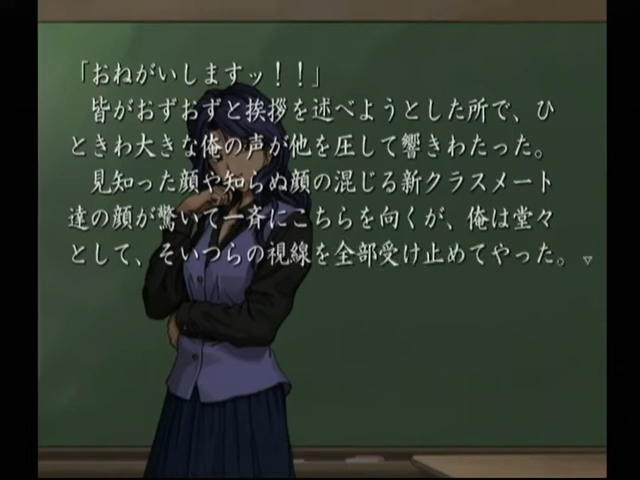 「おねがいしますッ！！」
　皆がおずおずと挨拶を述べようとした所で、ひ
ときわ大きな俺の声が他を圧して響きわたった。
　見知った顔や知らぬ顔の混じる新クラスメート
達の顔が驚いて一斉にこちらを向くが、俺は堂々
として、そいつらの視線を全部受け止めてやった。